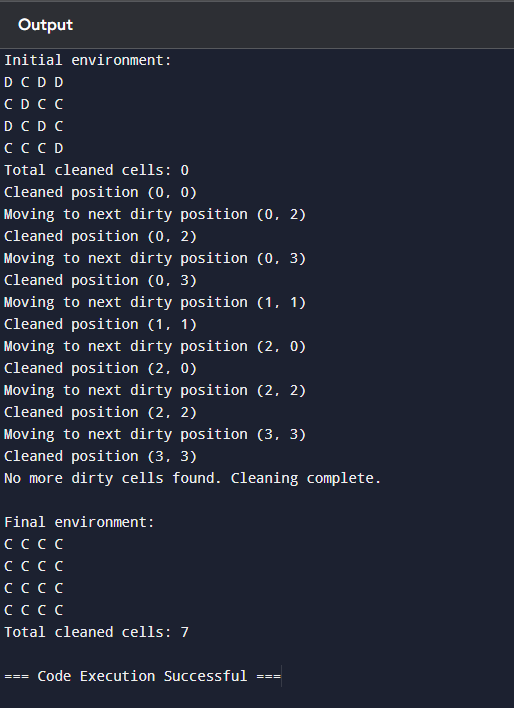 Output
Initial environment:
D C D D
C D C C
D C D C
C C C D
Total cleaned cells: 0
Cleaned position (0, 0)
Moving to next dirty position (0, 2)
Cleaned position (0, 2)
Moving to next dirty position (0, 3)
Cleaned position (0, 3)
Moving to next dirty position (1, 1)
Cleaned position (1, 1)
Moving to next dirty position (2, 0)
Cleaned position (2, 0)
Moving to next dirty position (2, 2)
Cleaned position (2, 2)
Moving to next dirty position (3, 3)
Cleaned position (3, 3)
No more dirty cells found. Cleaning complete.

Final environment:
C C C C
C C C C
C C C C
C C C C
Total cleaned cells: 7

=== Code Execution Successful ===